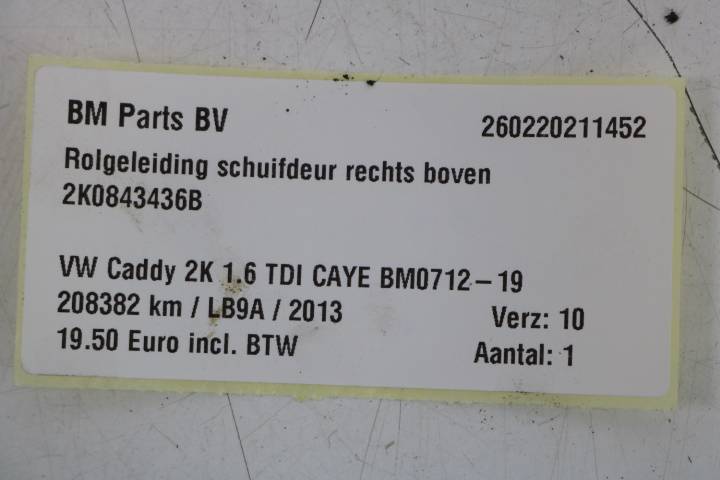 BM Parts BV 260220211452
Rolgeleiding schuifdeur rechts boven
2K0843436B
VW Caddy 2K 1.6 TDI CAYE BM0712-19
208382 km / LB9A / 2013 Verz: 10
19.50 Euro incl. BTW Aantal: 1